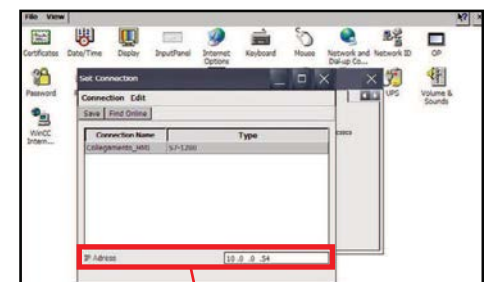 File View
?
Certificates Date/Time Display InputPanel Internet Keyboard Mouse Network and Network ID OP
Options Dial-up Co...
Password Set Connection UPS Volume &
Sounds
WinCC
Intern...
Connection Edit
Save Find Online
Connection Name Type
S7-1200
IP Adress 10 .0 .0 .54